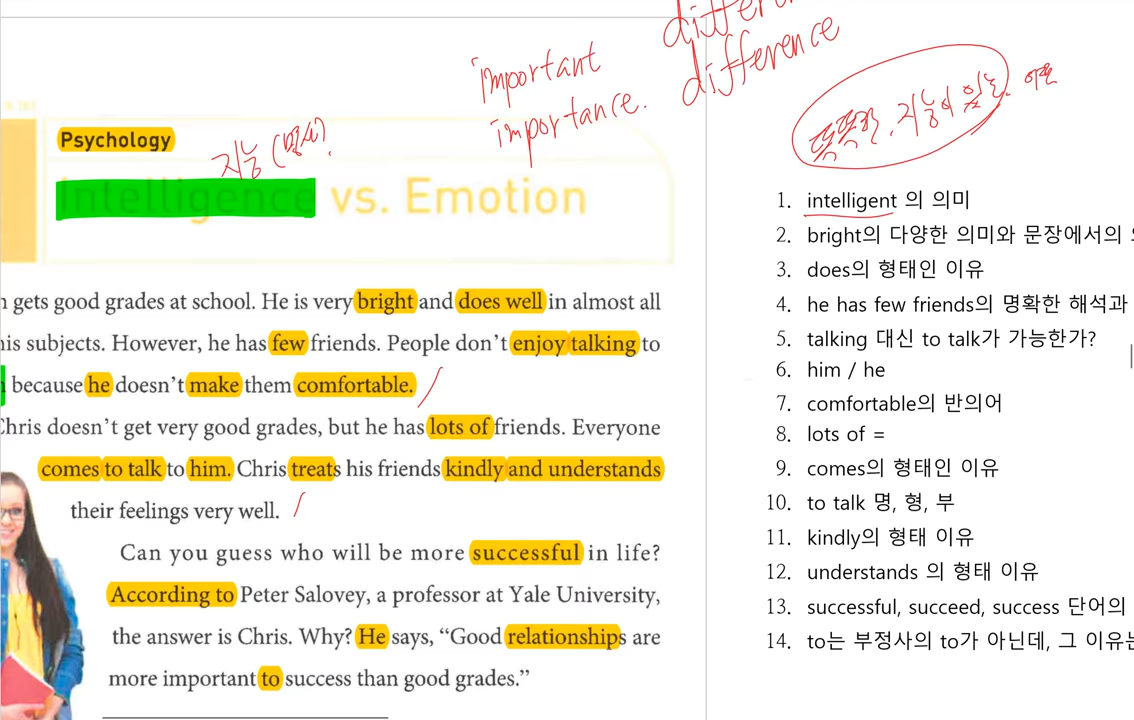 differ
important
difference
importance.
똑똑한, 지능이 있는.
Psychology
지능 (명사)
Intelligence vs. Emotion
gets good grades at school. He is very bright and does well in almost all
his subjects. However, he has few friends. People don't enjoy talking to
because he doesn't make them comfortable.
Chris doesn't get very good grades, but he has lots of friends. Everyone
comes to talk to him. Chris treats his friends kindly and understands
their feelings very well.
Can you guess who will be more successful in life?
According to Peter Salovey, a professor at Yale University,
the answer is Chris. Why? He says, "Good relationships are
more important to success than good grades."
1. intelligent 의 의미
2. bright의 다양한 의미와 문장에서의
3. does의 형태인 이유
4. he has few friends의 명확한 해석과
5. talking 대신 to talk가 가능한가?
6. him / he
7. comfortable의 반의어
8. lots of =
9. comes의 형태인 이유
10. to talk 명, 형, 부
11. kindly의 형태 이유
12. understands 의 형태 이유
13. successful, succeed, success 단어의
14. to는 부정사의 to가 아닌데, 그 이유는